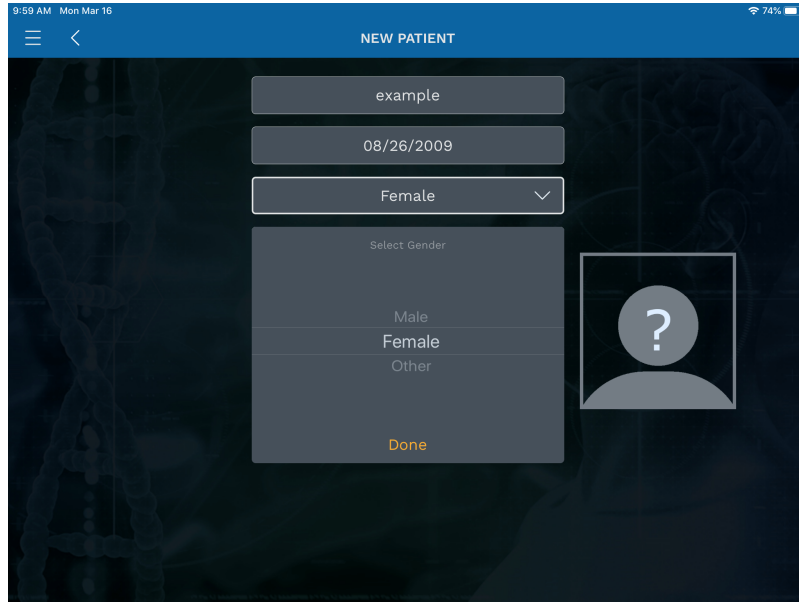 9:59 AM Mon Mar 16 74%
NEW PATIENT
example
08/26/2009
Female
Select Gender
Male
Female
Other
?
Done